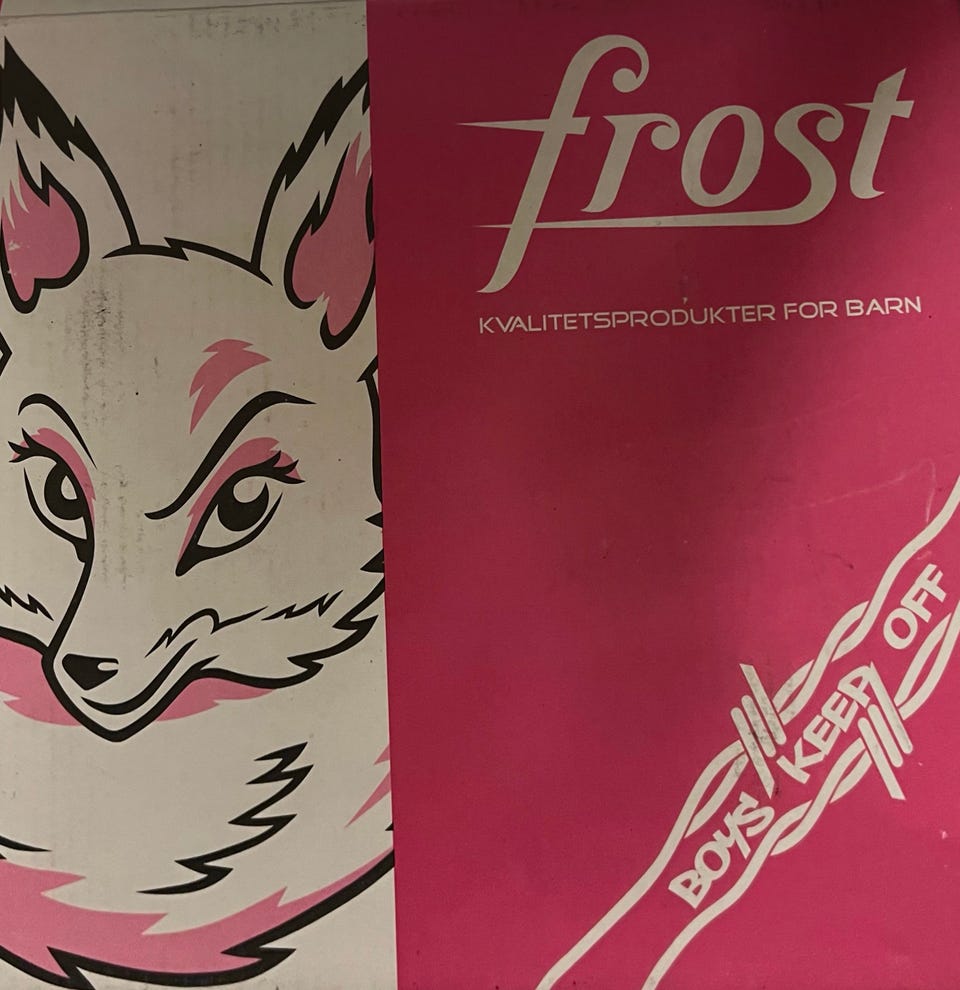 frost
KVALITETSPRODUKTER FOR BARN
BOYS KEEP OFF